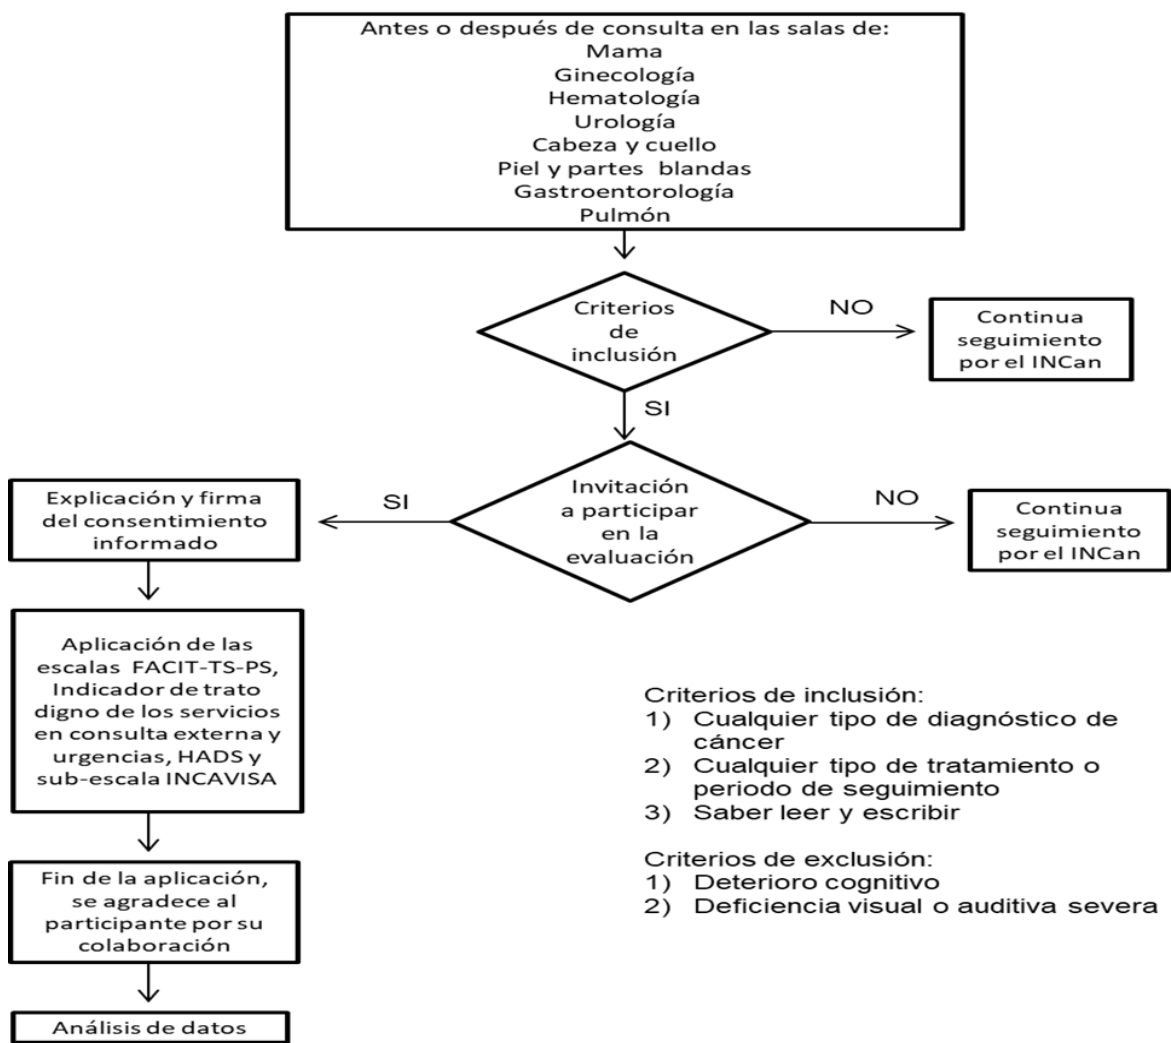 Antes o después de consulta en las salas de:
Mama
Ginecología
Hematología
Urología
Cabeza y cuello
Piel y partes blandas
Gastroentorología
Pulmón
Criterios
de
inclusión
NO
Continua
seguimiento
por el INCan
SI
Invitación
a participar
en la
evaluación
NO
Continua
seguimiento
por el INCan
SI
Explicación y firma
del consentimiento
informado
Aplicación de las
escalas FACIT-TS-PS,
Indicador de trato
digno de los servicios
en consulta externa y
urgencias, HADS y
sub-escala INCAVISA
Fin de la aplicación,
se agradece al
participante por su
colaboración
Análisis de datos
Criterios de inclusión:
1) Cualquier tipo de diagnóstico de
cáncer
2) Cualquier tipo de tratamiento o
periodo de seguimiento
3) Saber leer y escribir
Criterios de exclusión:
1) Deterioro cognitivo
2) Deficiencia visual o auditiva severa